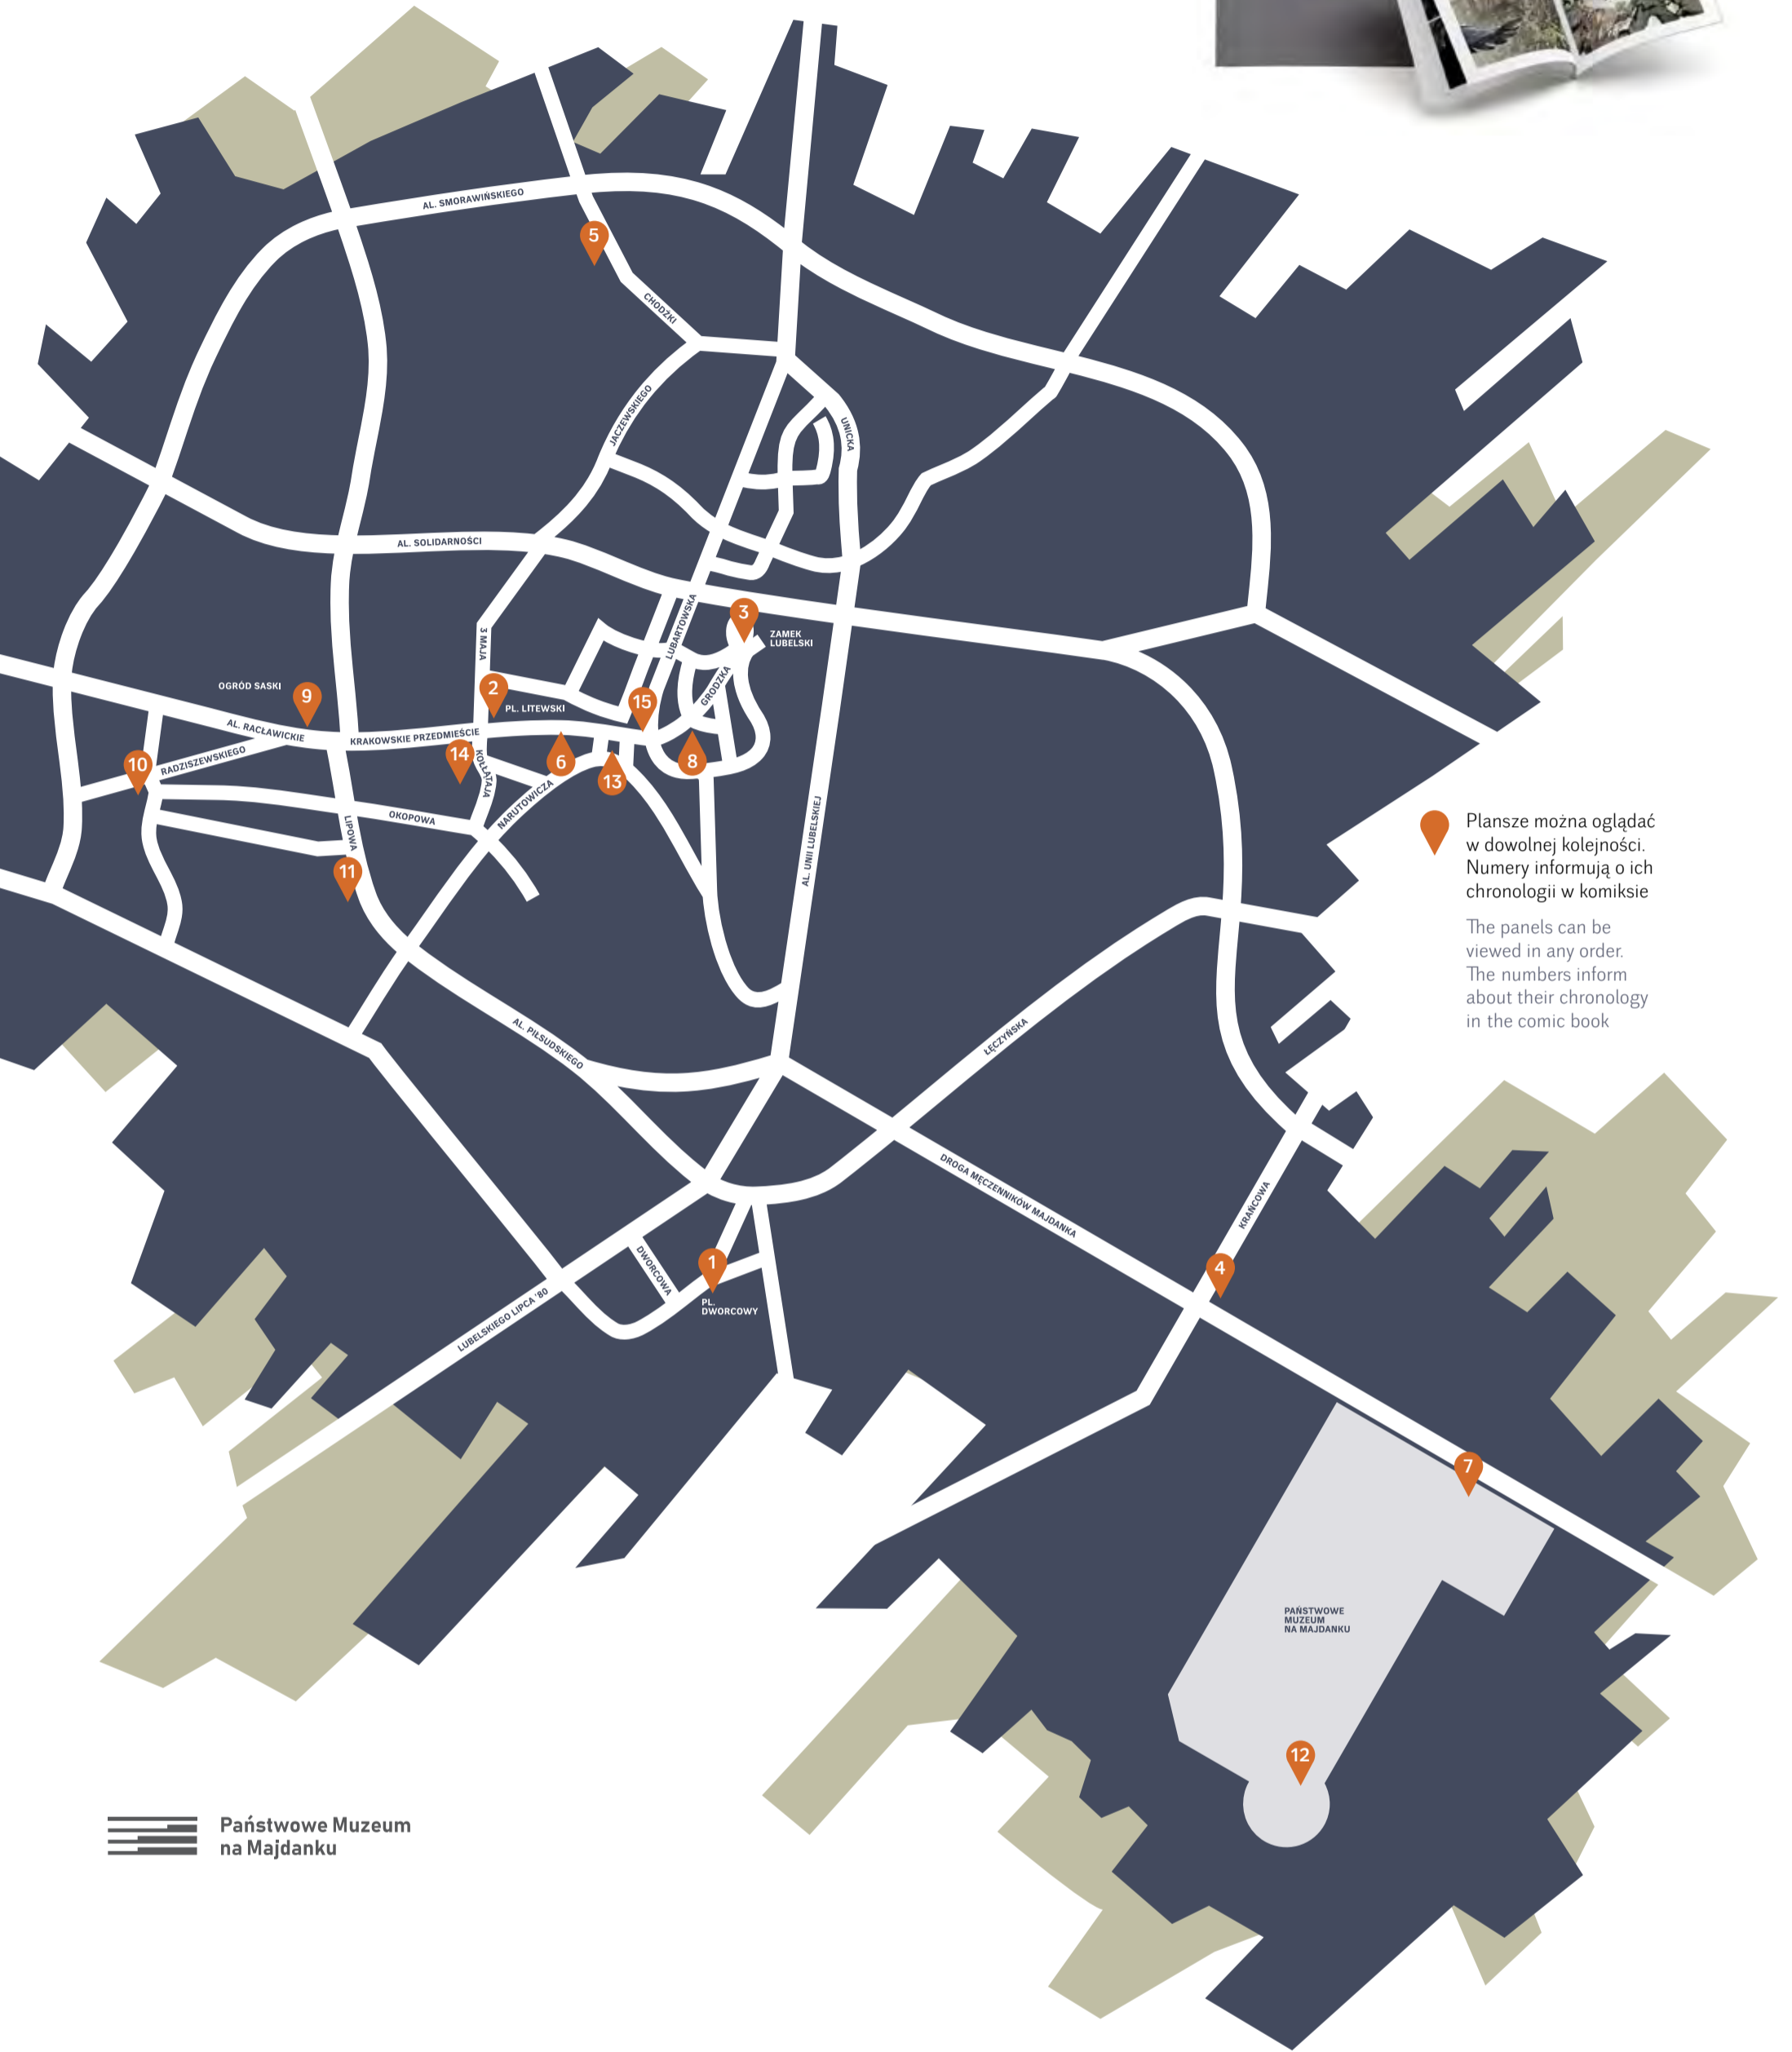 AL. SMORAWIŃSKIEGO
5
CHODŹKI
JACZEWSKIEGO
UNICKA
AL. SOLIDARNOŚCI
3 MAJA
LUBARTOWSKA
3
ZAMEK
LUBELSKI
GRODZKA
OGRÓD SASKI
9
2
PL. LITEWSKI
15
AL. RACŁAWICKIE
KRAKOWSKIE PRZEDMIEŚCIE
10
RADZISZEWSKIEGO
14
KOŁŁĄTAJA
6
13
8
NARUTOWICZA
OKOPOWA
LIPOWA
11
AL. UNII LUBELSKIEJ
Plansze można oglądać
w dowolnej kolejności.
Numery informują o ich
chronologii w komiksie
The panels can be
viewed in any order.
The numbers inform
about their chronology
in the comic book
AL. PIŁSUDSKIEGO
ŁĘCZYŃSKA
DROGA MĘCZENNIKÓW MAJDANKA
KRAŃCOWA
4
DWORCOWA
1
PL.
DWORCOWY
LUBELSKIEGO LIPCA '80
7
PAŃSTWOWE
MUZEUM
NA MAJDANKU
12
Państwowe Muzeum
na Majdanku